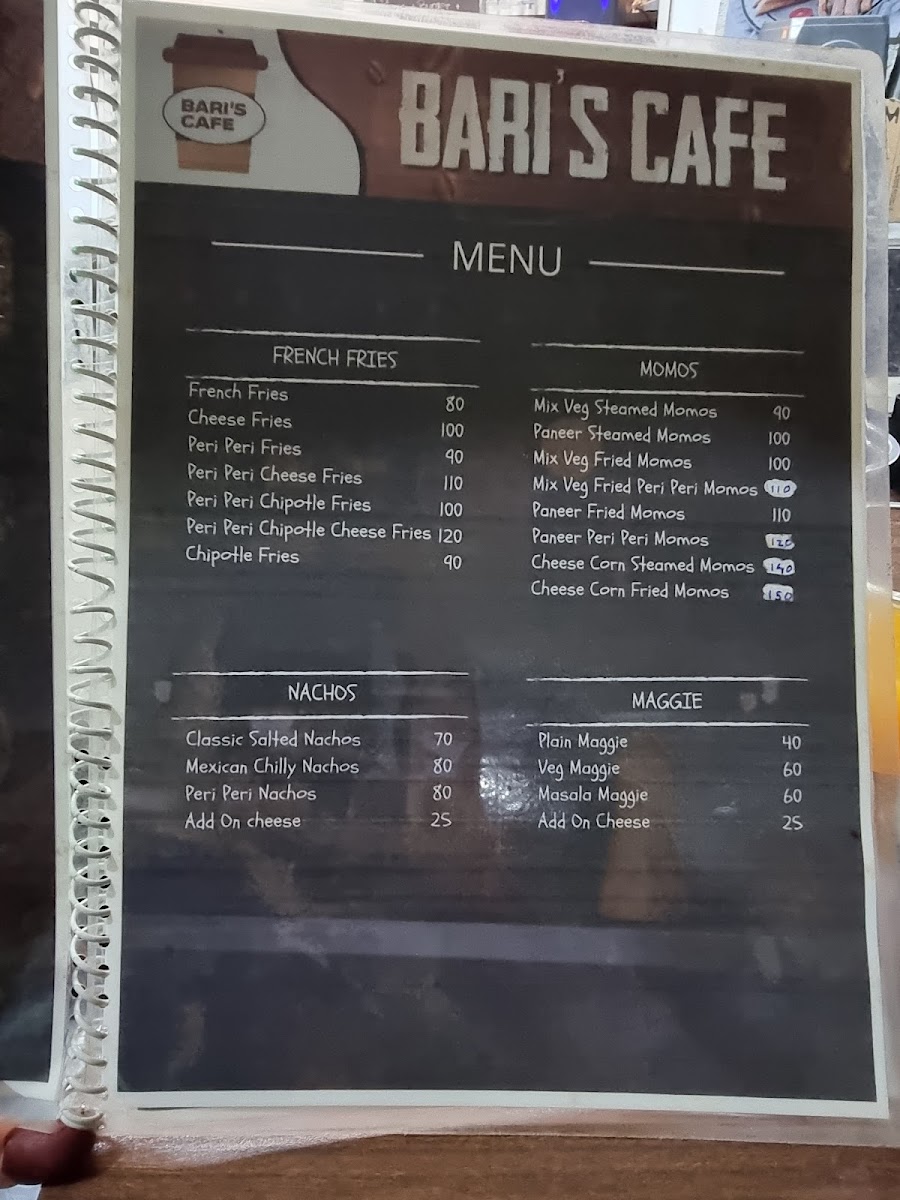 BARI'S
CAFE
BARI'S CAFE
MENU
FRENCH FRIES
French Fries 80
Cheese Fries 100
Peri Peri Fries 90
Peri Peri Cheese Fries 110
Peri Peri Chipotle Fries 100
Peri Peri Chipotle Cheese Fries 120
Chipotle Fries 90
MOMOS
Mix Veg Steamed Momos 90
Paneer Steamed Momos 100
Mix Veg Fried Momos 100
Mix Veg Fried Peri Peri Momos 110
Paneer Fried Momos 110
Paneer Peri Peri Momos 120
Cheese Corn Steamed Momos 140
Cheese Corn Fried Momos 150
NACHOS
Classic Salted Nachos 70
Mexican Chilly Nachos 80
Peri Peri Nachos 80
Add On cheese 25
MAGGIE
Plain Maggie 40
Veg Maggie 60
Masala Maggie 60
Add On Cheese 25